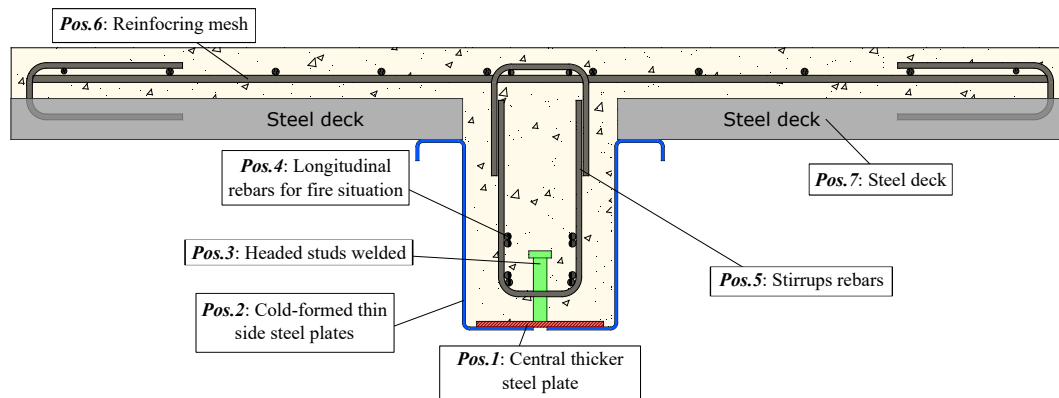 Pos.6: Reinfocring mesh
Steel deck
Steel deck
Pos.4: Longitudinal
rebars for fire situation
Pos.7: Steel deck
Pos.3: Headed studs welded
Pos.5: Stirrups rebars
Pos.2: Cold-formed thin
side steel plates
Pos.1: Central thicker
steel plate